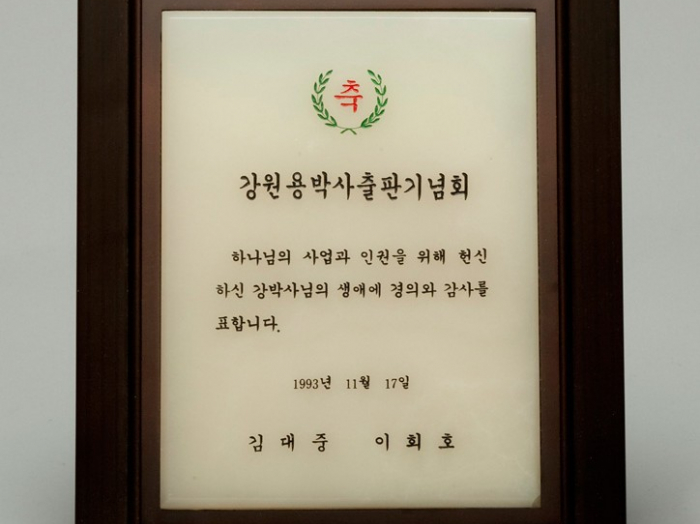 축
강원용박사출판기념회
하나님의 사업과 인권을 위해 헌신
하신 강박사님의 생애에 경의와 감사를
표합니다.
1993년 11월 17일
김대중 이희호